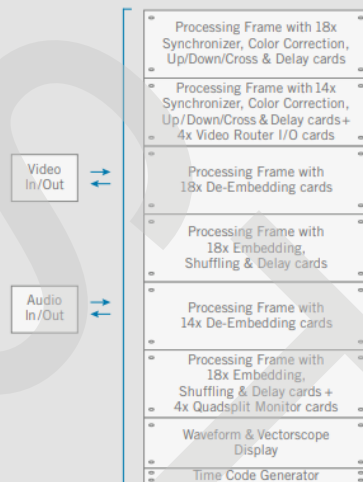 Processing Frame with 18x
Synchronizer, Color Correction,
Up/Down/Cross & Delay cards
Processing Frame with 14x
Synchronizer, Color Correction,
Up/Down/Cross & Delay cards+
4x Video Router I/O cards
Video
In/Out
Processing Frame with
18x De-Embedding cards
Processing Frame with
18x Embedding,
Shuffling & Delay cards
Audio
In/Out
Processing Frame with
14x De-Embedding cards
Processing Frame with
18x Embedding,
Shuffling & Delay cards +
4x Quadsplit Monitor cards
Waveform & Vectorscope
Display
Time Code Generator